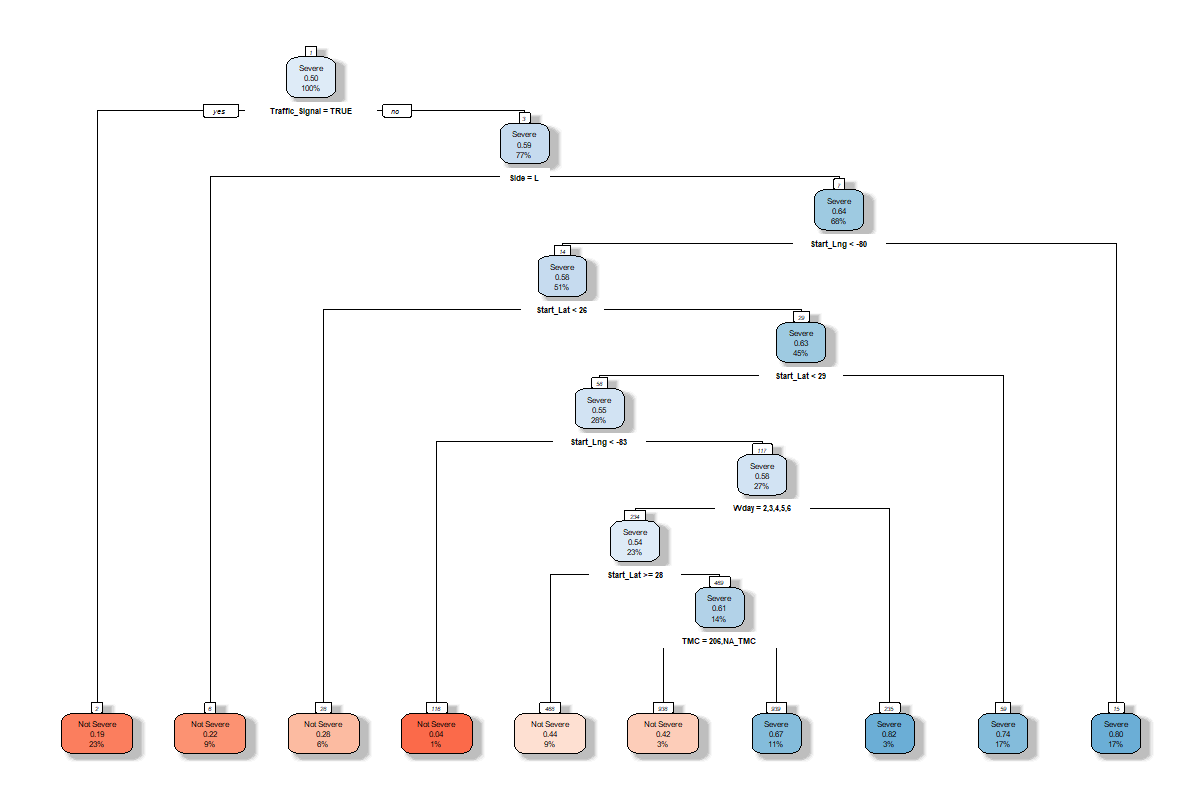 1
Severe
0.50
100%
yes
Traffic_Signal = TRUE
no
3
Severe
0.59
77%
Side = L
7
Severe
0.64
68%
Start_Lng < -80
14
Severe
0.58
51%
Start_Lat < 26
29
Severe
0.63
45%
Start_Lat < 29
58
Severe
0.55
28%
Start_Lng < -83
117
Severe
0.58
27%
Wday = 2,3,4,5,6
234
Severe
0.54
23%
Start_Lat >= 28
469
Severe
0.61
14%
TMC = 206,NA_TMC
2
Not Severe
0.19
23%
6
Not Severe
0.22
9%
28
Not Severe
0.28
6%
116
Not Severe
0.04
1%
468
Not Severe
0.44
9%
938
Not Severe
0.42
3%
939
Severe
0.67
11%
235
Severe
0.82
3%
59
Severe
0.74
17%
15
Severe
0.80
17%